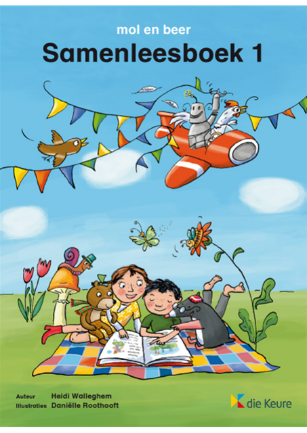 mol en beer
Samenleesboek 1
Auteur Heidi Walleghem
Illustraties Daniëlle Roothooft
die Keure